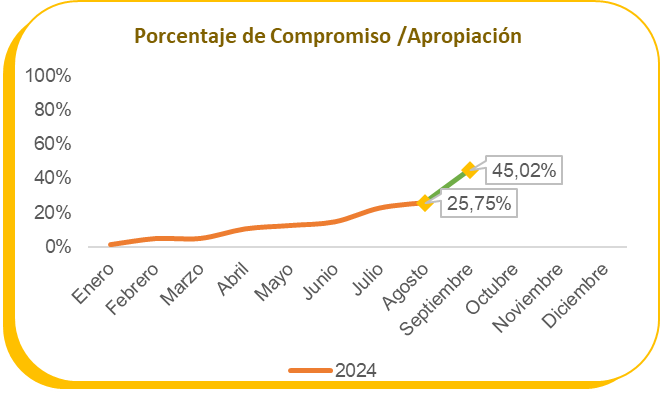 Porcentaje de Compromiso /Apropiación
100%
80%
60%
40%
20%
0%
45,02%
25,75%
Enero
Febrero
Marzo
Abril
Mayo
Junio
Julio
Agosto
Septiembre
Octubre
Noviembre
Diciembre
2024